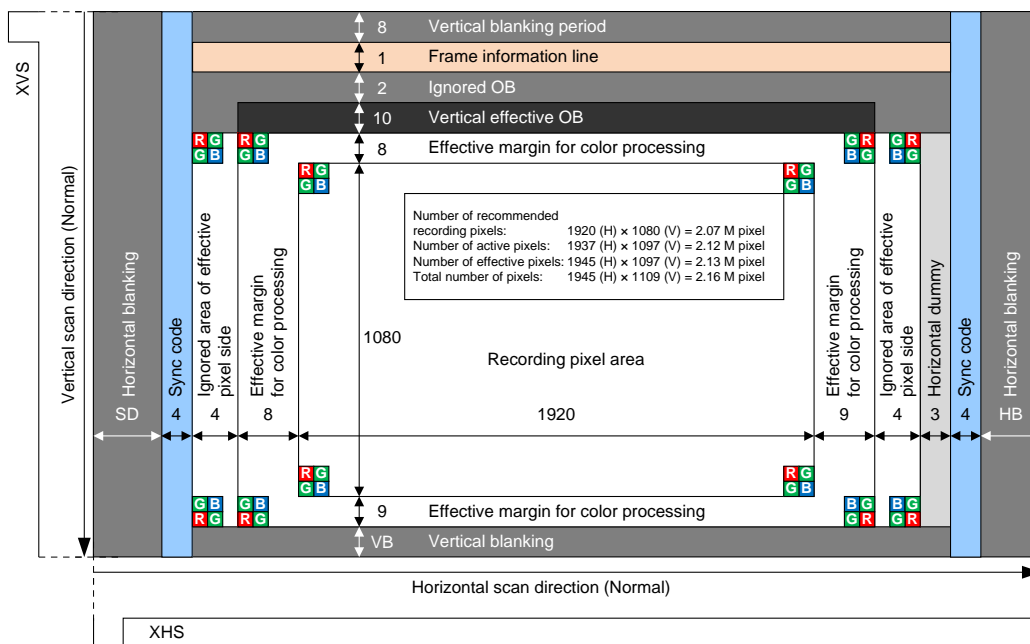 XVS
Vertical scan direction (Normal)
8 Vertical blanking period
1 Frame information line
2 Ignored OB
10 Vertical effective OB
R G R G G R G R
G B G B B G B G
8 Effective margin for color processing
R G R G
G B G B
Number of recommended
recording pixels: 1920 (H) × 1080 (V) = 2.07 M pixel
Number of active pixels: 1937 (H) × 1097 (V) = 2.12 M pixel
Number of effective pixels: 1945 (H) × 1097 (V) = 2.13 M pixel
Total number of pixels: 1945 (H) × 1109 (V) = 2.16 M pixel
Horizontal blanking
SD
Sync code
4
Ignored area of effective
pixel side
4
Effective margin
for color processing
8
1080
Recording pixel area
1920
Effective margin
for color processing
9
Ignored area of effective
pixel side
4
Horizontal dummy
3
Sync code
4
Horizontal blanking
HB
R G R G
G B G B
G B G B B G B G
R G R G G R G R
9 Effective margin for color processing
VB Vertical blanking
Horizontal scan direction (Normal)
XHS